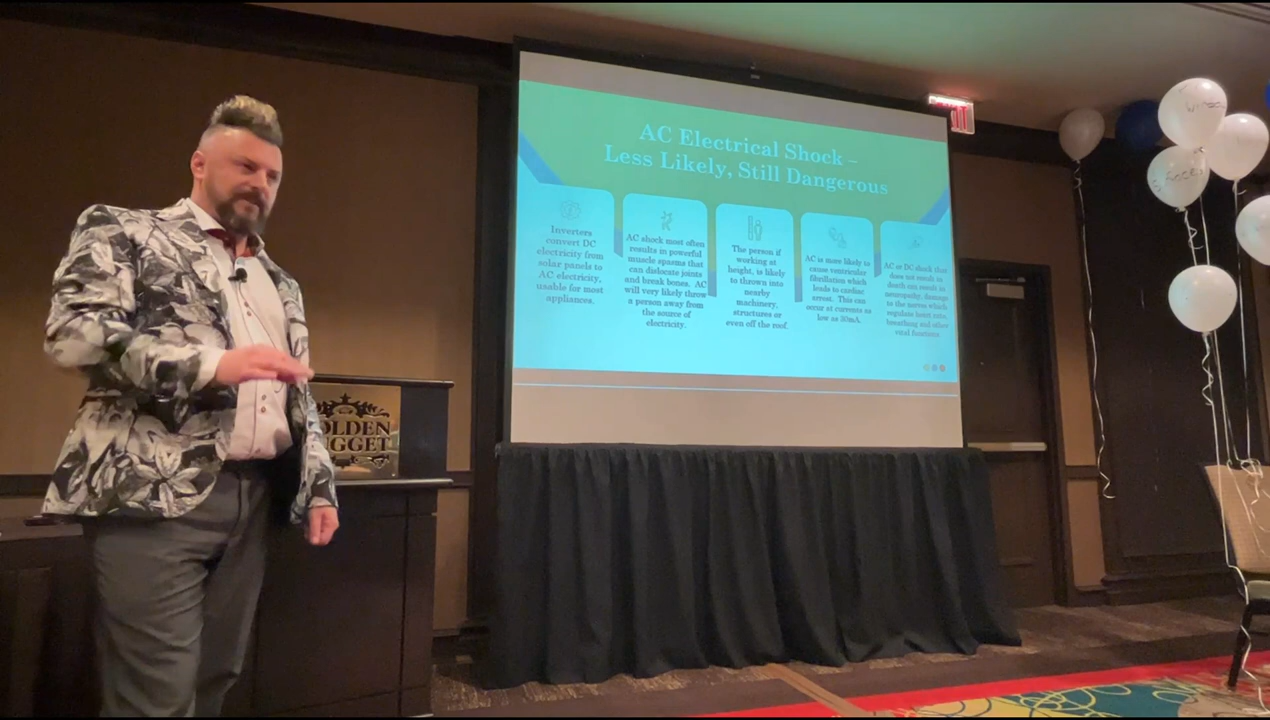 AC Electrical Shock –
Less Likely, Still Dangerous
Inverters
convert DC
electricity from
solar panels to
AC electricity,
usable for most
appliances.
AC shock most often
results in powerful
muscle spasms that
can dislocate joints
and break bones. AC
will very likely throw
a person away from
the source of
electricity.
The person if
working at
height, is likely
to thrown into
nearby
machinery,
structures or
even off the roof.
AC is more likely to
cause ventricular
fibrillation which
leads to cardiac
arrest. This can
occur at currents as
low as 30mA.
AC or DC shock that
does not result in
death can result in
neuropathy, damage
to the nerves which
regulate heart rate,
breathing and other
vital functions.
OLDEN
UGGET